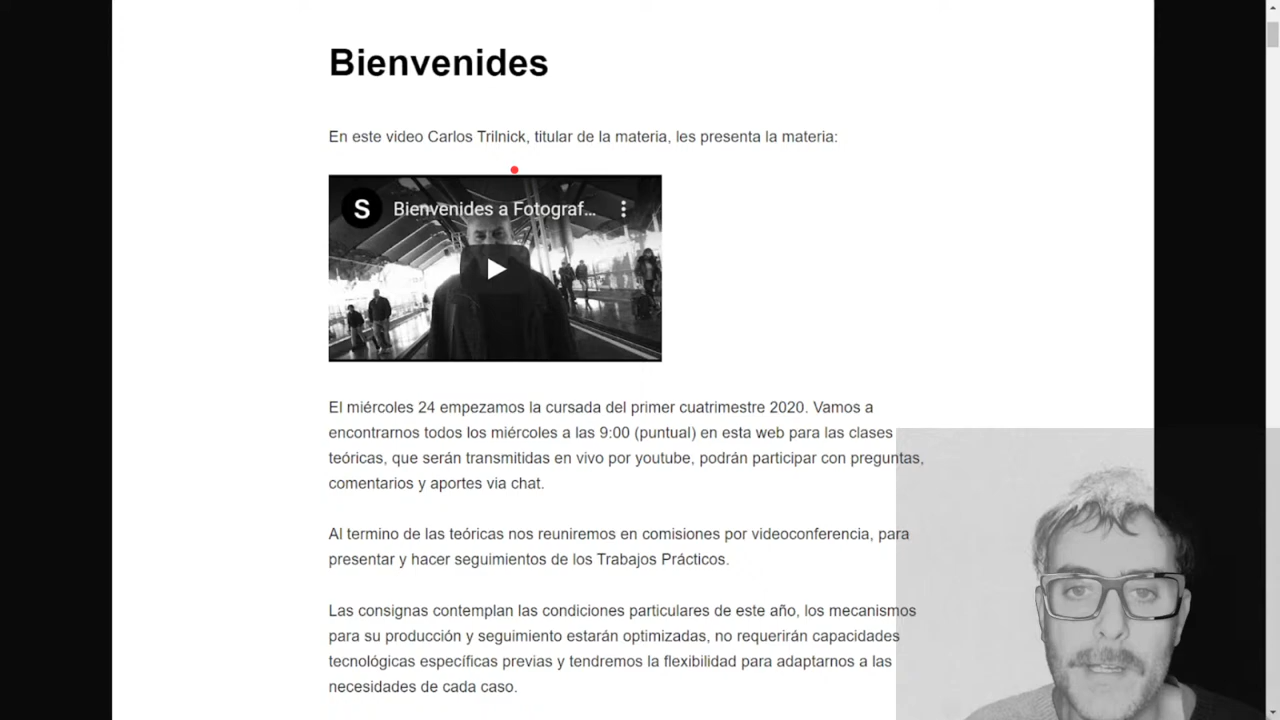 Bienvenides
En este video Carlos Trilnick, titular de la materia, les presenta la materia:
S Bienvenides a Fotograf...
El miércoles 24 empezamos la cursada del primer cuatrimestre 2020. Vamos a
encontrarnos todos los miércoles a las 9:00 (puntual) en esta web para las clases
teóricas, que serán transmitidas en vivo por youtube, podrán participar con preguntas,
comentarios y aportes via chat.
Al termino de las teóricas nos reuniremos en comisiones por videoconferencia, para
presentar y hacer seguimientos de los Trabajos Prácticos.
Las consignas contemplan las condiciones particulares de este año, los mecanismos
para su producción y seguimiento estarán optimizadas, no requerirán capacidades
tecnológicas específicas previas y tendremos la flexibilidad para adaptarnos a las
necesidades de cada caso.